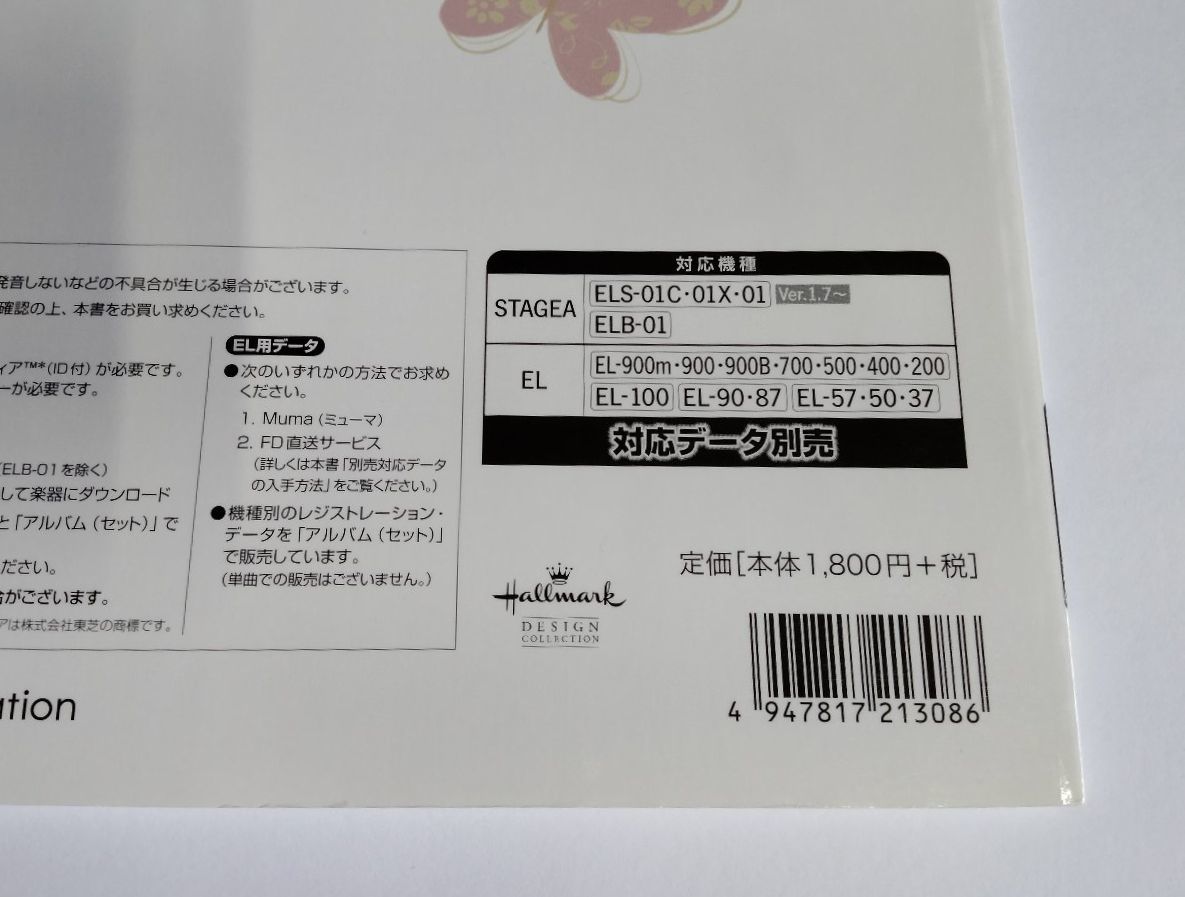 発音しないなどの不具合が生じる場合がございます。
確認の上、本書をお買い求めください。
ィア™*(ID付)が必要です。
ーが必要です。
(ELB-01を除く)
して楽器にダウンロード
と「アルバム(セット)」で
ださい。
合がございます。
アは株式会社東芝の商標です。
EL用データ
●次のいずれかの方法でお求め
ください。
1. Muma(ミューマ)
2. FD直送サービス
(詳しくは本書「別売対応データ
の入手方法」をご覧ください。)
●機種別のレジストレーション・
データを「アルバム(セット)」
で販売しています。
(単曲での販売はございません。)
対応機種
STAGEA
ELS-01C・01X・01 Ver.1.7〜
ELB-01
EL
EL-900m・900・900B・700・500・400・200
EL-100 EL-90・87 EL-57・50・37
対応データ別売
定価[本体1,800円+税]
Hallmark
DESIGN
COLLECTION
ation
4 947817 213086